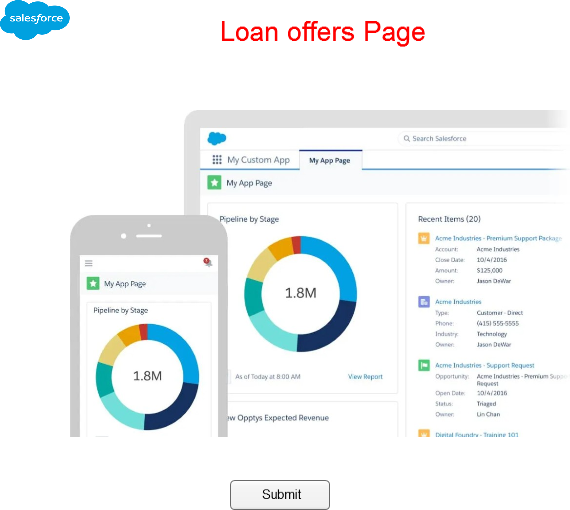 salesforce
Loan offers Page
Search Salesforce
My Custom App
My App Page
My App Page
Pipeline by Stage
1.8M
As of Today at 8:00 AM
View Report
ew Opptys Expected Revenue
Recent Items (20)
Acme Industries - Premium Support Package
Account: Acme Industries
Close Date: 10/4/2016
Amount: $125,000
Owner: Jason DeWar
Acme Industries
Type: Customer - Direct
Phone: (415) 555-5555
Industry: Technology
Owner: Jason DeWar
Acme Industries - Support Request
Opportunity: Acme Industries - Premium Support
Request
Open Date: 10/4/2016
Status: Triaged
Owner: Lin Chan
Digital Foundry - Training 101
My App Page
Pipeline by Stage
1.8M
Submit